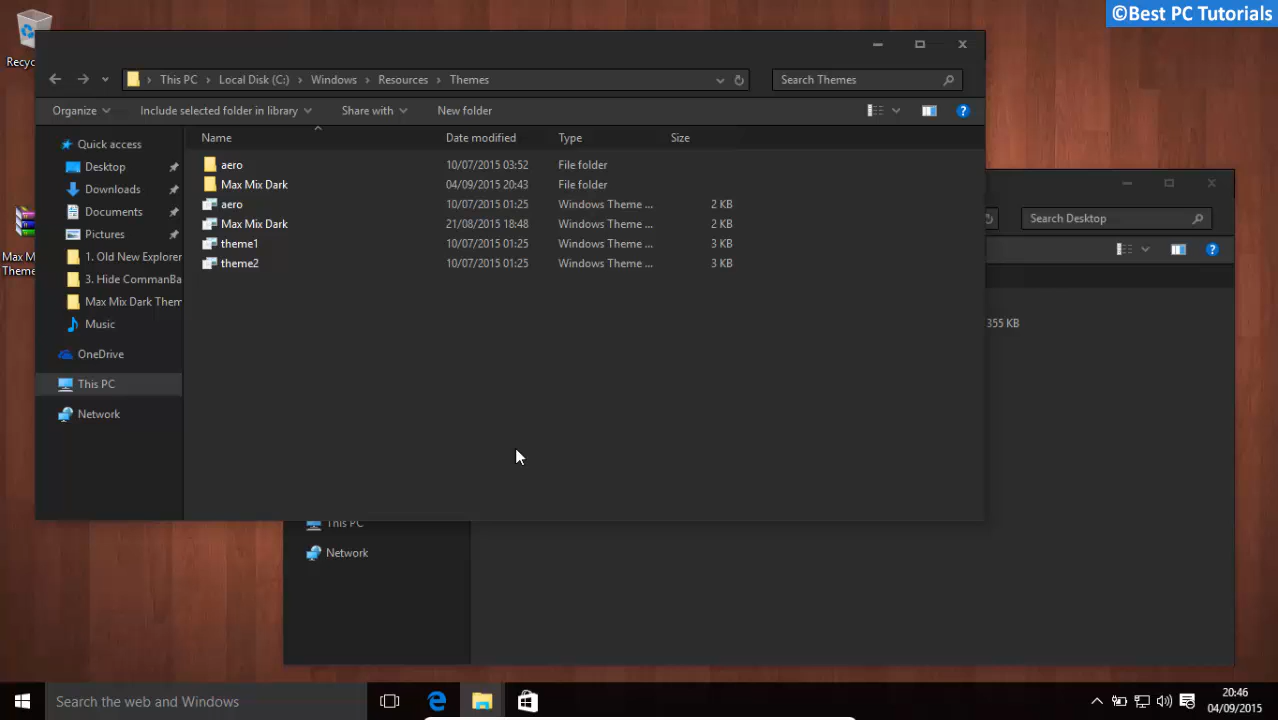 ©Best PC Tutorials
Recyc
This PC
Local Disk (C:)
Windows
Resources
Themes
Search Themes
Organize
Include selected folder in library
Share with
New folder
Name
Date modified
Type
Size
Quick access
Desktop
Downloads
Documents
Pictures
1. Old New Explorer
3. Hide CommanBa
Max Mix Dark Them
Music
OneDrive
This PC
Network
aero 10/07/2015 03:52 File folder
Max Mix Dark 04/09/2015 20:43 File folder
aero 10/07/2015 01:25 Windows Theme ... 2 KB
Max Mix Dark 21/08/2015 18:48 Windows Theme ... 2 KB
theme1 10/07/2015 01:25 Windows Theme ... 3 KB
theme2 10/07/2015 01:25 Windows Theme ... 3 KB
Max M
Theme
Search Desktop
355 KB
This PC
Network
Search the web and Windows
20:46
04/09/2015